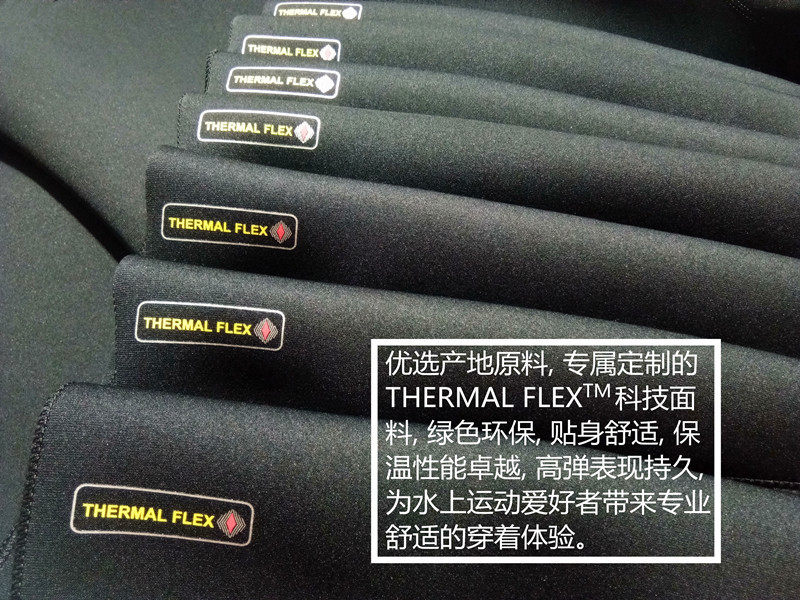 THERMAL FLEX
THERMAL FLEX
THERMAL FLEX
THERMAL FLEX
THERMAL FLEX
THERMAL FLEX
THERMAL FLEX
优选产地原料, 专属定制的
THERMAL FLEX™科技面
料, 绿色环保, 贴身舒适, 保
温性能卓越, 高弹表现持久,
为水上运动爱好者带来专业
舒适的穿着体验。